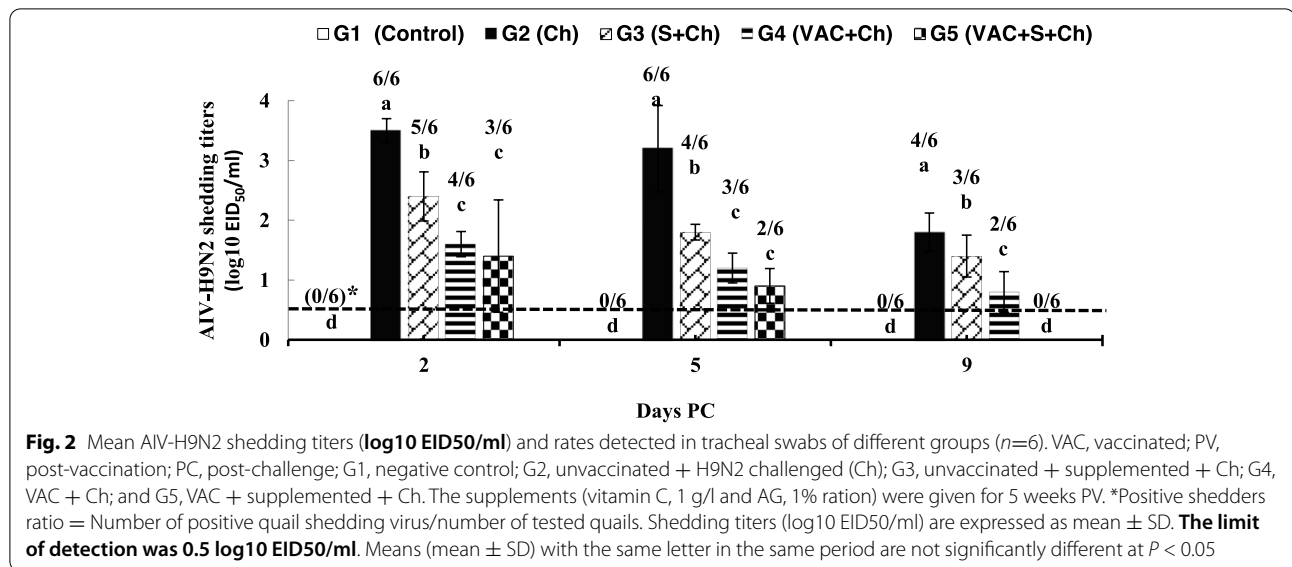 G1 (Control) G2 (Ch) G3 (S+Ch) G4 (VAC+Ch) G5 (VAC+S+Ch)
AIV-H9N2 shedding titers
(log10 EID50/ml)
4
3
2
1
0
(0/6)*
d
6/6
a
5/6
b
4/6
c
3/6
c
0/6
d
6/6
a
4/6
b
3/6
c
2/6
c
0/6
d
4/6
a
3/6
b
2/6
c
0/6
d
2 5 9
Days PC
Fig. 2 Mean AIV-H9N2 shedding titers (log10 EID50/ml) and rates detected in tracheal swabs of different groups (n=6). VAC, vaccinated; PV,
post-vaccination; PC, post-challenge; G1, negative control; G2, unvaccinated + H9N2 challenged (Ch); G3, unvaccinated + supplemented + Ch; G4,
VAC + Ch; and G5, VAC + supplemented + Ch. The supplements (vitamin C, 1 g/l and AG, 1% ration) were given for 5 weeks PV. *Positive shedders
ratio = Number of positive quail shedding virus/number of tested quails. Shedding titers (log10 EID50/ml) are expressed as mean ± SD. The limit
of detection was 0.5 log10 EID50/ml. Means (mean ± SD) with the same letter in the same period are not significantly different at P < 0.05